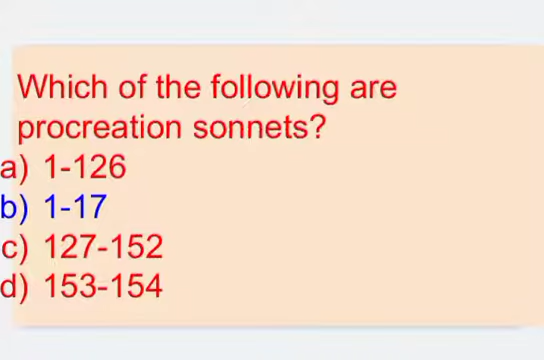 Which of the following are
procreation sonnets?
a) 1-126
b) 1-17
c) 127-152
d) 153-154